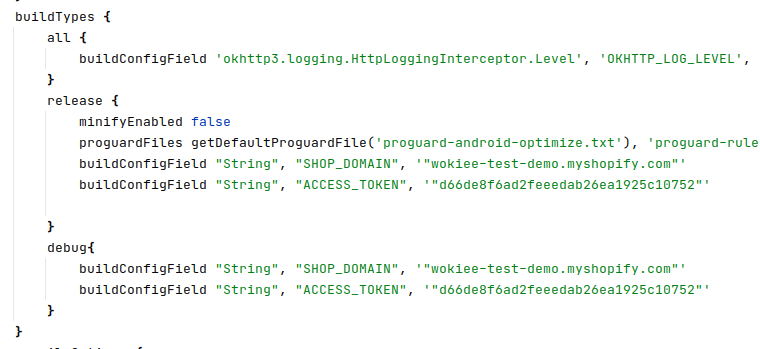 buildTypes {
all {
buildConfigField 'okhttp3.logging.HttpLoggingInterceptor.Level', 'OKHTTP_LOG_LEVEL',
}
release {
minifyEnabled false
proguardFiles getDefaultProguardFile('proguard-android-optimize.txt'), 'proguard-rule
buildConfigField "String", "SHOP_DOMAIN", '"wokiee-test-demo.myshopify.com"'
buildConfigField "String", "ACCESS_TOKEN", '"d66de8f6ad2feeedab26ea1925c10752"'
}
debug{
buildConfigField "String", "SHOP_DOMAIN", '"wokiee-test-demo.myshopify.com"'
buildConfigField "String", "ACCESS_TOKEN", '"d66de8f6ad2feeedab26ea1925c10752"'
}
}